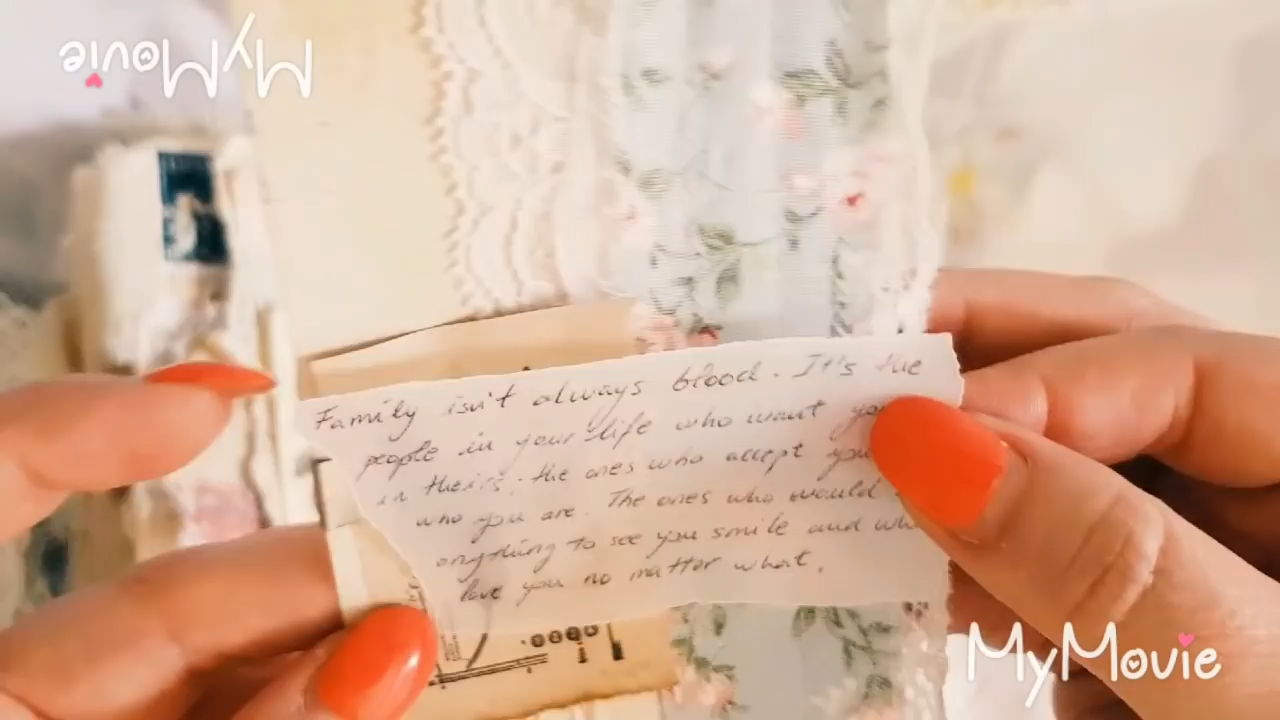 MyMovie
Family isn't always blood. It's the
people in your life who want
in theirs; the ones who accept you
who you are. The ones who would
anything to see you smile and who
love you no matter what.
MyMovie